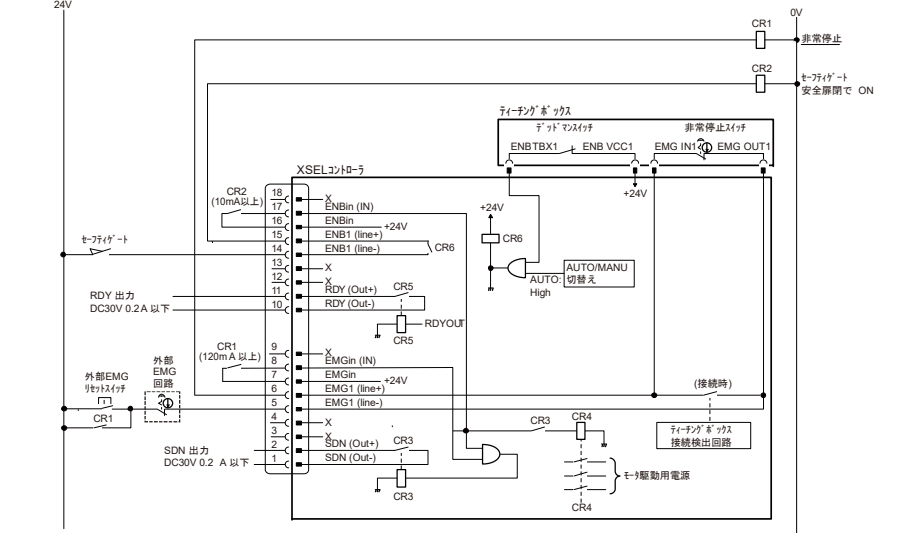 24V
0V
CR1
非常停止
CR2
セーフティゲート
安全扉閉で ON
ティーチングボックス
デッドマンスイッチ
非常停止スイッチ
ENBTBX1
ENB VCC1
EMG IN1
EMG OUT1
XSELコントローラ
+24V
CR2
(10mA以上)
18
X
17
ENBin (IN)
16
ENBin
+24V
15
ENB1 (line+)
14
ENB1 (line-)
CR6
セーフティゲート
13
X
12
X
11
RDY (Out+)
CR5
10
RDY (Out-)
RDY 出力
DC30V 0.2A 以下
RDYOUT
CR5
+24V
CR6
AUTO:
High
AUTO/MANU
切替え
CR1
(120mA以上)
9
X
8
EMGin (IN)
7
EMGin
+24V
6
EMG1 (line+)
5
EMG1 (line-)
4
X
3
X
2
SDN (Out+)
CR3
1
SDN (Out-)
外部EMG
リセットスイッチ
CR1
外部
EMG
回路
SDN 出力
DC30V 0.2 A 以下
CR3
(接続時)
ティーチングボックス
接続検出回路
CR3
CR4
モータ駆動用電源
CR4